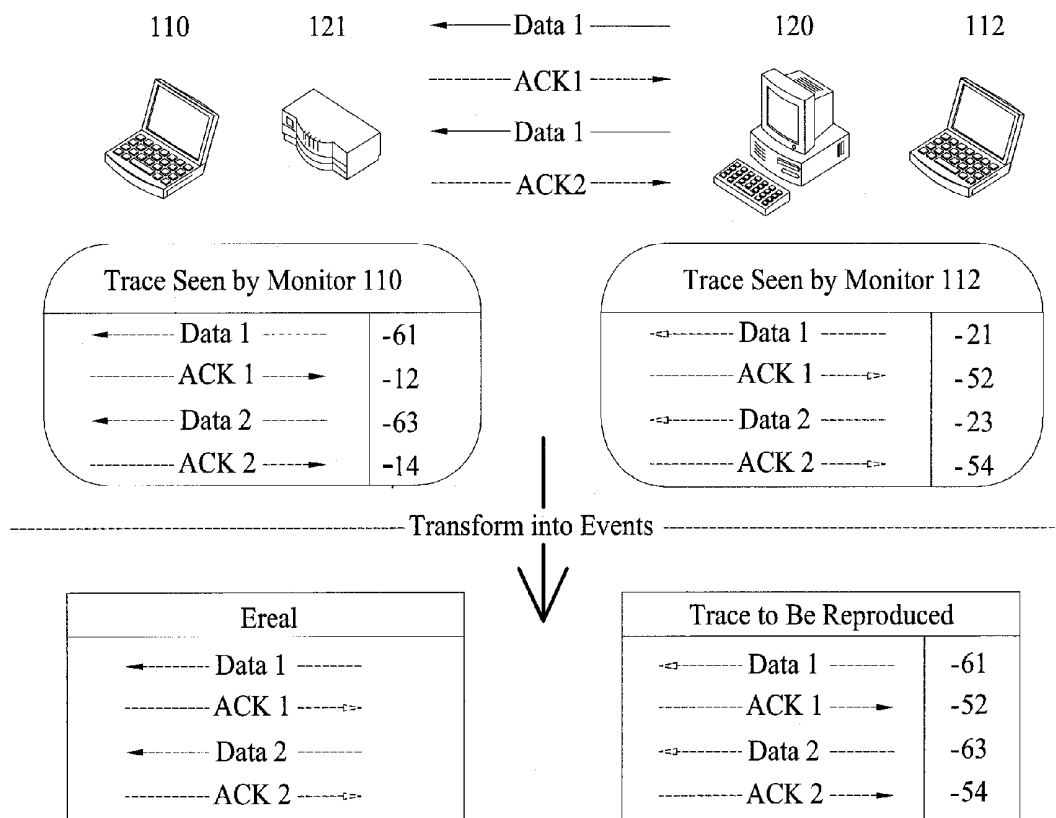 110 121 Data 1 120 112
ACK1
Data 1
ACK2
Trace Seen by Monitor 110
Data 1 -61
ACK 1 -12
Data 2 -63
ACK 2 -14
Trace Seen by Monitor 112
Data 1 -21
ACK 1 -52
Data 2 -23
ACK 2 -54
Transform into Events
Ereal
Data 1
ACK 1
Data 2
ACK 2
Trace to Be Reproduced
Data 1 -61
ACK 1 -52
Data 2 -63
ACK 2 -54